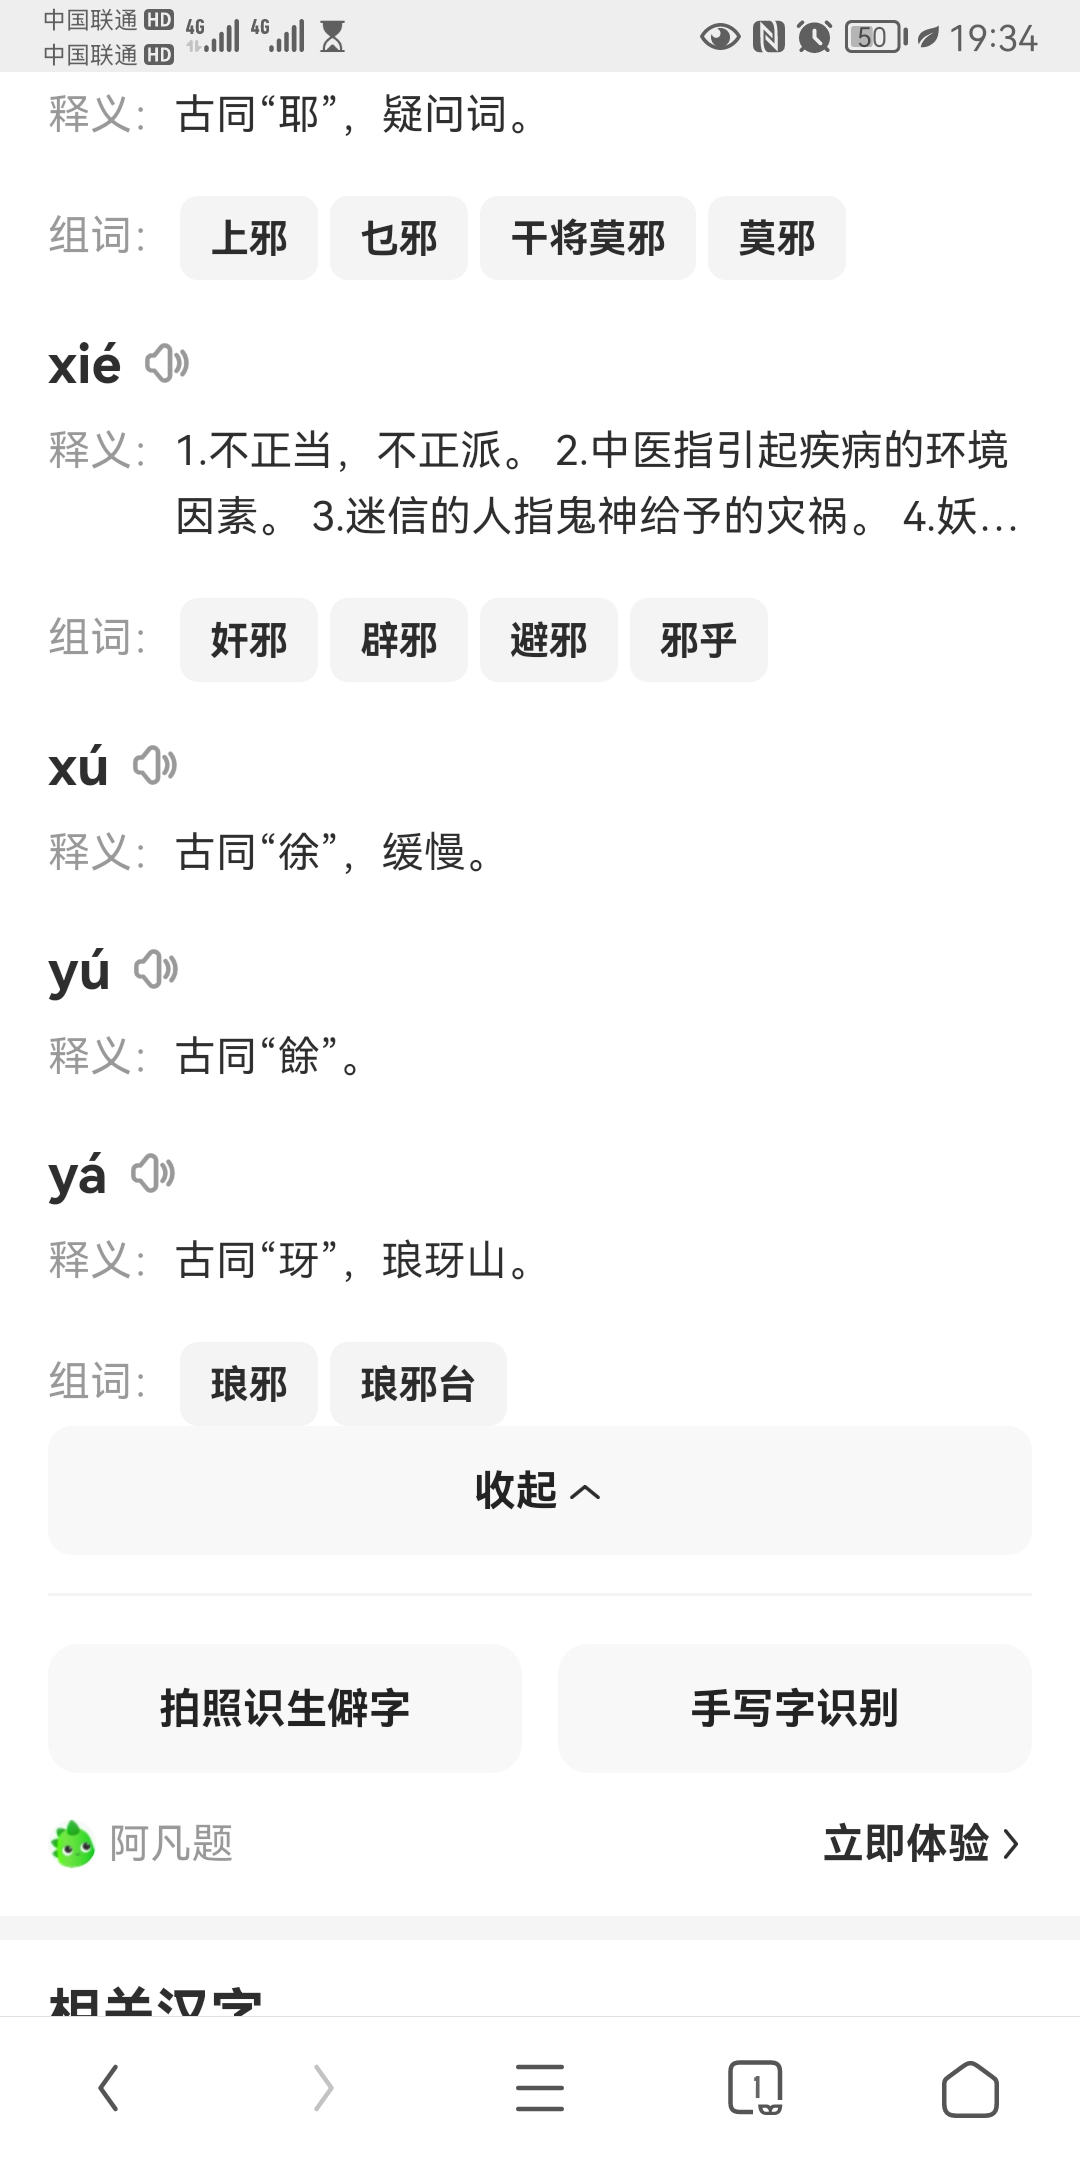 中国联通 HD 4G 4G 50 19:34
中国联通 HD
释义： 古同“耶”，疑问词。
组词： 上邪 乜邪 干将莫邪 莫邪
xié
释义： 1.不正当，不正派。 2.中医指引起疾病的环境
因素。 3.迷信的人指鬼神给予的灾祸。 4.妖…
组词： 奸邪 辟邪 避邪 邪乎
xú
释义： 古同“徐”，缓慢。
yú
释义： 古同“餘”。
yá
释义： 古同“玡”，琅玡山。
组词： 琅邪 琅邪台
收起
拍照识生僻字 手写字识别
阿凡题 立即体验
相关汉字
1